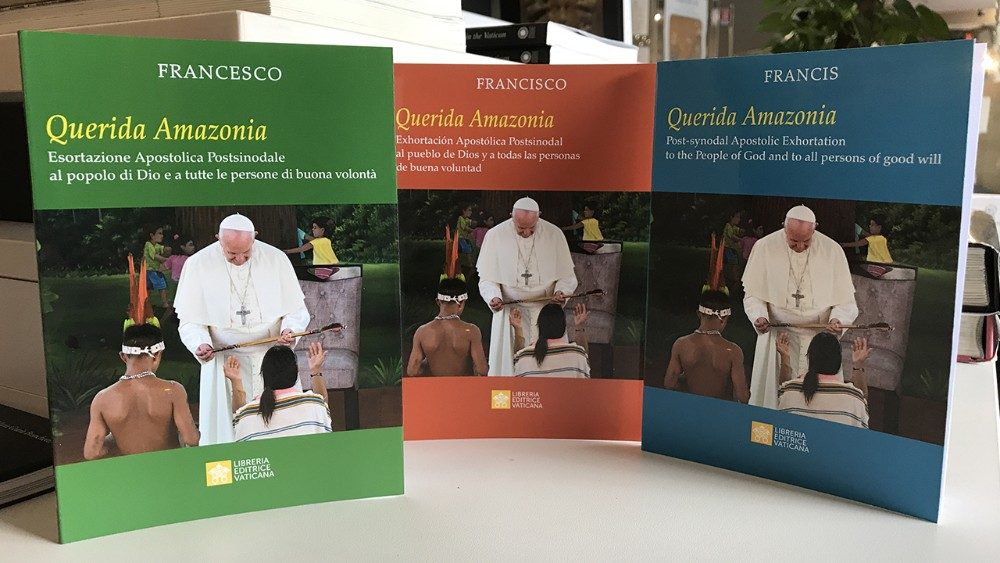 FRANCESCO
Querida Amazonia
Esortazione Apostolica Postsinodale
al popolo di Dio e a tutte le persone di buona volontà
LIBRERIA
EDITRICE
VATICANA
FRANCISCO
Querida Amazonia
Exhortación Apostólica Postsinodal
al pueblo de Dios y a todas las personas
de buena voluntad
LIBRERIA
EDITRICE
VATICANA
FRANCIS
Querida Amazonia
Post-synodal Apostolic Exhortation
to the People of God and to all persons of good will
LIBRERIA
EDITRICE
VATICANA
the Vatican